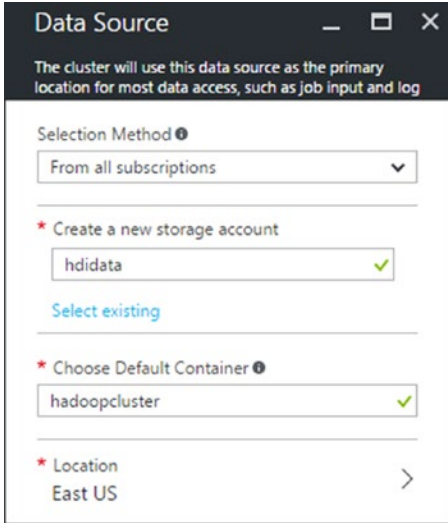 Data Source
The cluster will use this data source as the primary
location for most data access, such as job input and log
Selection Method
From all subscriptions
* Create a new storage account
hdidata
Select existing
* Choose Default Container
hadoopcluster
* Location
East US